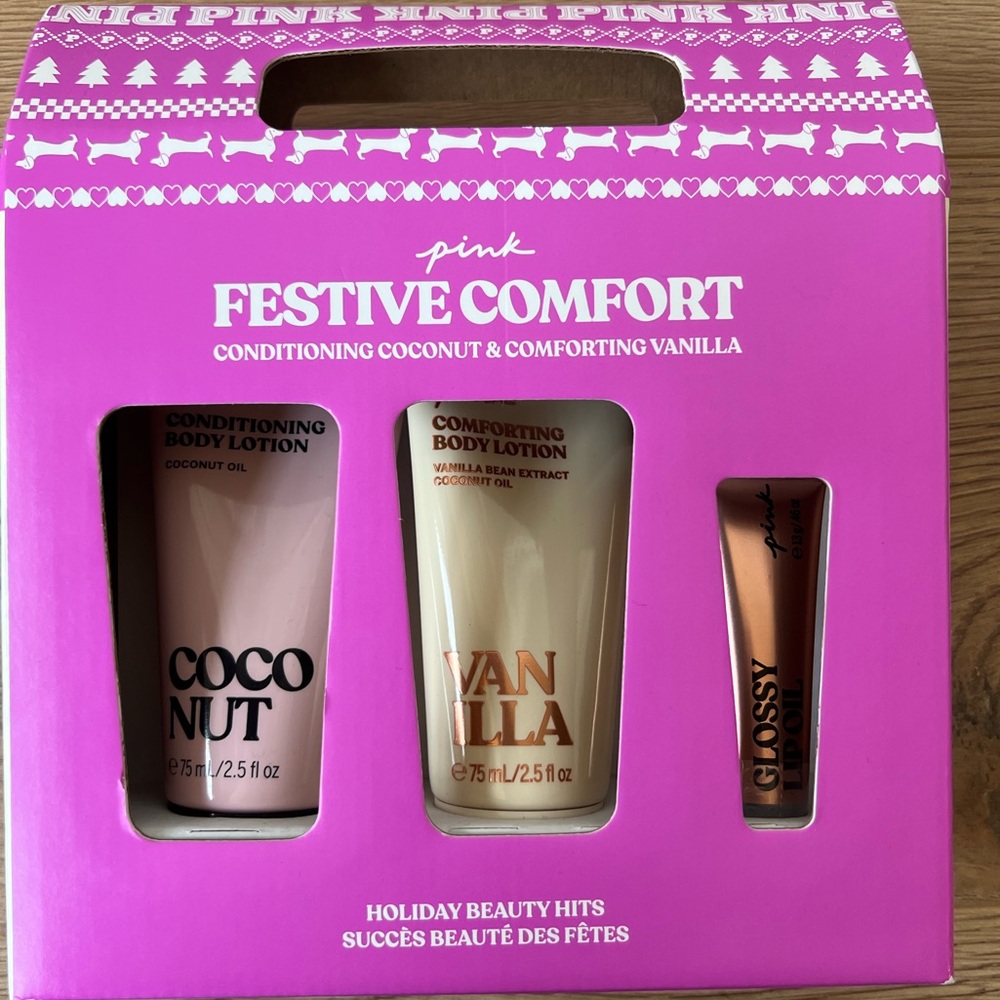 PINK PINK PINK PINK PINK
pink
FESTIVE COMFORT
CONDITIONING COCONUT & COMFORTING VANILLA
CONDITIONING
BODY LOTION
COCONUT OIL
COCO
NUT
℮ 75 mL/2.5 fl oz
COMFORTING
BODY LOTION
VANILLA BEAN EXTRACT
COCONUT OIL
VAN
ILLA
℮ 75 mL/2.5 fl oz
pink
GLOSSY
LIP OIL
HOLIDAY BEAUTY HITS
SUCCÈS BEAUTÉ DES FÊTES